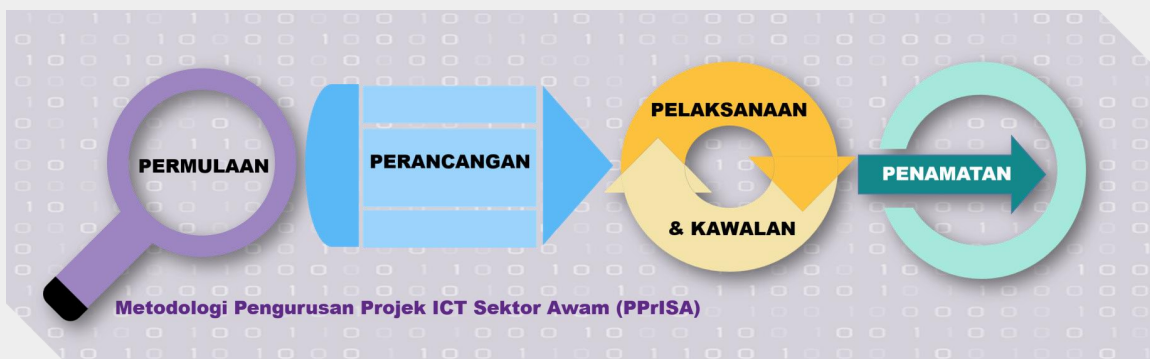 PERMULAAN
PERANCANGAN
PELAKSANAAN
& KAWALAN
PENAMATAN
Metodologi Pengurusan Projek ICT Sektor Awam (PPrISA)